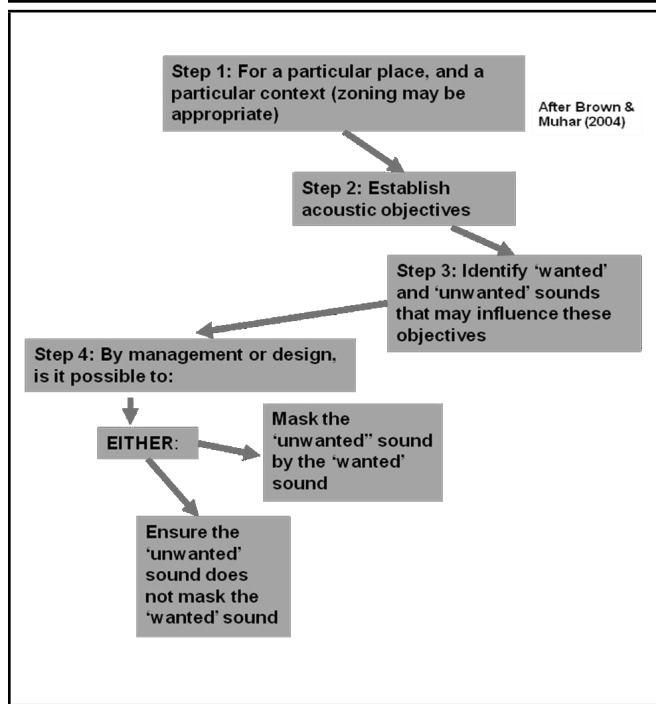 Step 1: For a particular place, and a
particular context (zoning may be
appropriate)
After Brown &
Muhar (2004)
Step 2: Establish
acoustic objectives
Step 3: Identify ‘wanted’
and ‘unwanted’ sounds
that may influence these
objectives
Step 4: By management or design,
is it possible to:
EITHER:
Mask the
‘unwanted” sound
by the ‘wanted’
sound
Ensure the
‘unwanted’
sound does
not mask the
‘wanted’ sound